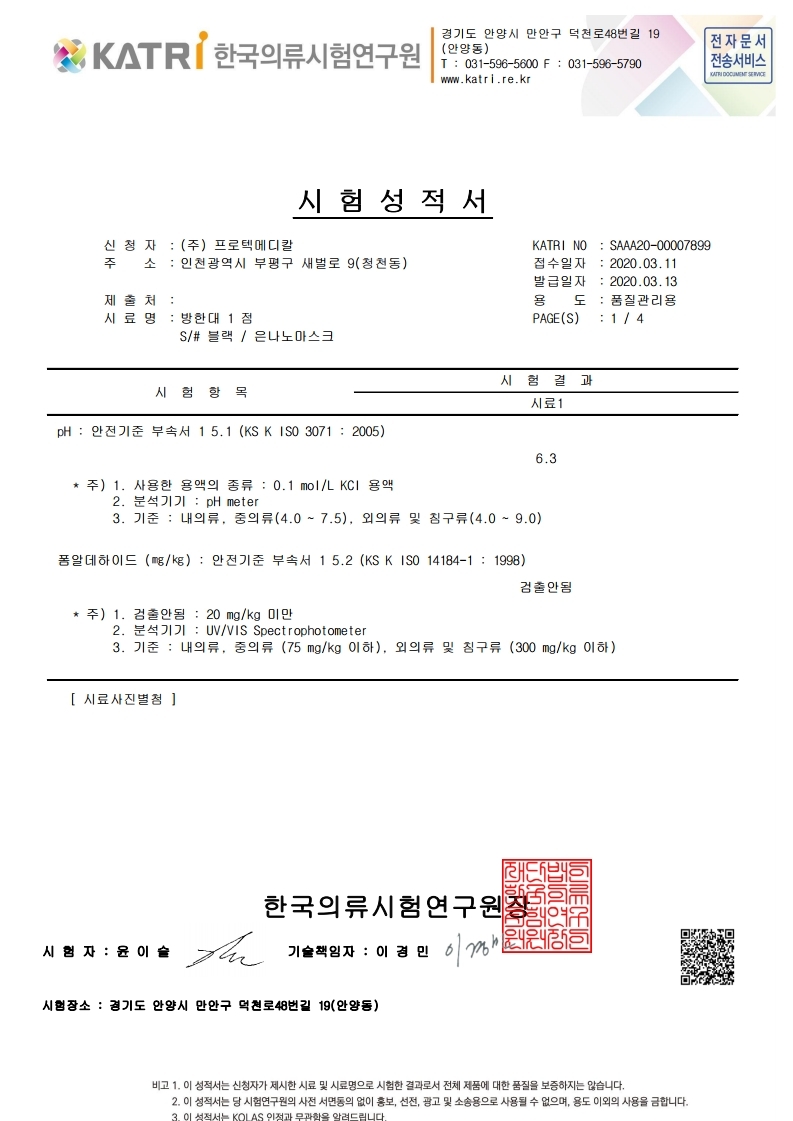 KATRi 한국의류시험연구원
경기도 안양시 만안구 덕천로48번길 19
(안양동)
T : 031-596-5600 F : 031-596-5790
www.katri.re.kr
전자문서
전송서비스
KATRI DOCUMENT SERVICE
시 험 성 적 서
신 청 자 : (주) 프로텍메디칼
주 소 : 인천광역시 부평구 새벌로 9(청천동)
제 출 처 :
시 료 명 : 방한대 1 점
S/# 블랙 / 은나노마스크
KATRI NO : SAAA20-00007899
접수일자 : 2020.03.11
발급일자 : 2020.03.13
용 도 : 품질관리용
PAGE(S) : 1 / 4
시 험 항 목
시 험 결 과
시료1
pH : 안전기준 부속서 1 5.1 (KS K ISO 3071 : 2005)
6.3
* 주) 1. 사용한 용액의 종류 : 0.1 mol/L KCl 용액
2. 분석기기 : pH meter
3. 기준 : 내의류, 중의류(4.0 ~ 7.5), 외의류 및 침구류(4.0 ~ 9.0)
폼알데하이드 (mg/kg) : 안전기준 부속서 1 5.2 (KS K ISO 14184-1 : 1998)
검출안됨
* 주) 1. 검출안됨 : 20 mg/kg 미만
2. 분석기기 : UV/VIS Spectrophotometer
3. 기준 : 내의류, 중의류 (75 mg/kg 이하), 외의류 및 침구류 (300 mg/kg 이하)
[ 시료사진별첨 ]
한국의류시험연구원장
시 험 자 : 윤 이 슬 기술책임자 : 이 경 민
시험장소 : 경기도 안양시 만안구 덕천로48번길 19(안양동)
비고 1. 이 성적서는 신청자가 제시한 시료 및 시료명으로 시험한 결과로서 전체 제품에 대한 품질을 보증하지는 않습니다.
2. 이 성적서는 당 시험연구원의 사전 서면동의 없이 홍보, 선전, 광고 및 소송용으로 사용될 수 없으며, 용도 이외의 사용을 금합니다.
3. 이 성적서는 KOLAS 인정과 무관함을 알려드립니다.